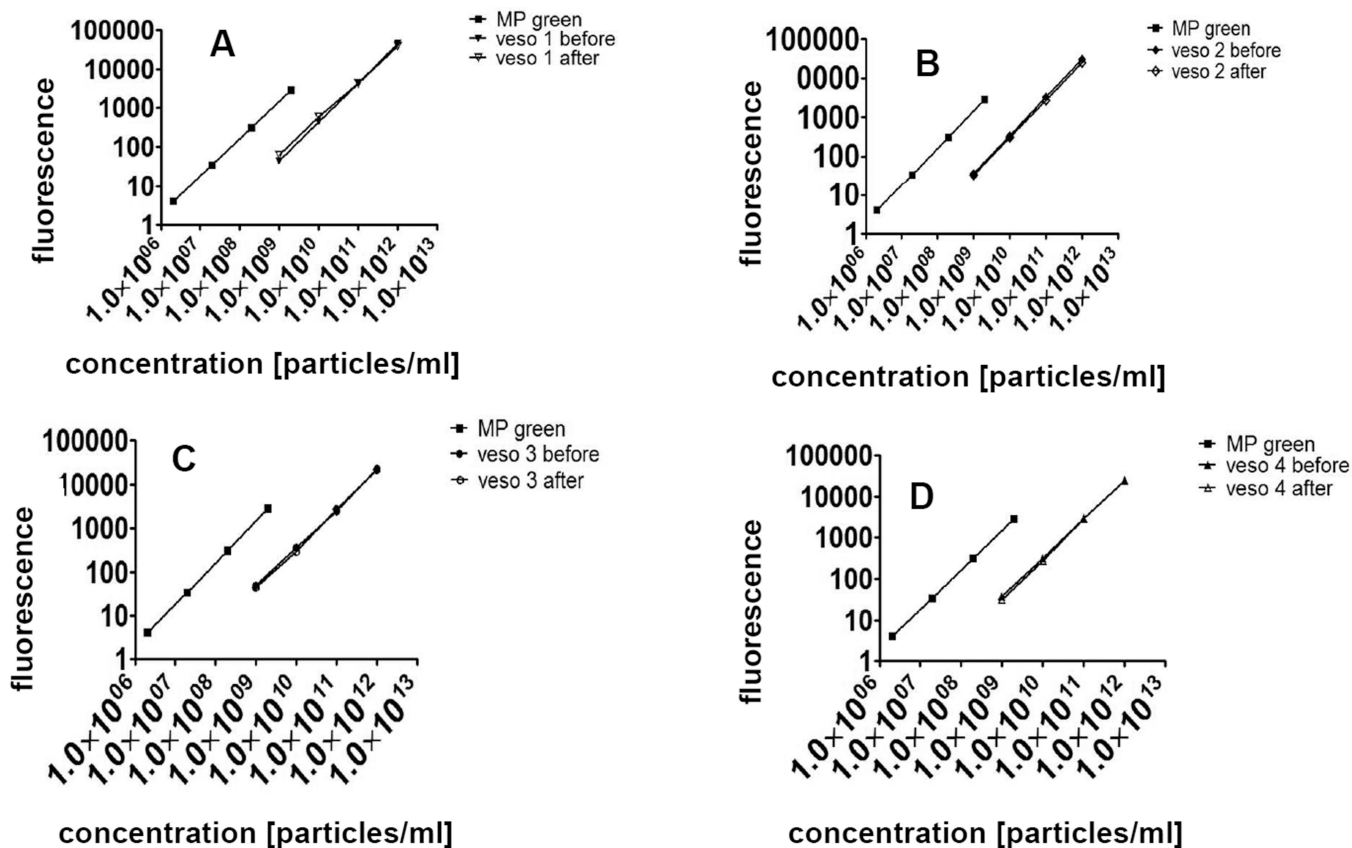 A
100000
10000
1000
100
10
1
fluorescence
1.0×10⁰⁶
1.0×10⁰⁷
1.0×10⁰⁸
1.0×10⁰⁹
1.0×10¹⁰
1.0×10¹¹
1.0×10¹²
1.0×10¹³
concentration [particles/ml]
MP green
veso 1 before
veso 1 after
B
100000
0000
1000
100
10
1
fluorescence
1.0×10⁰⁶
1.0×10⁰⁷
1.0×10⁰⁸
1.0×10⁰⁹
1.0×10¹⁰
1.0×10¹¹
1.0×10¹²
1.0×10¹³
concentration [particles/ml]
MP green
veso 2 before
veso 2 after
C
100000
10000
1000
100
10
1
fluorescence
1.0×10⁰⁶
1.0×10⁰⁷
1.0×10⁰⁸
1.0×10⁰⁹
1.0×10¹⁰
1.0×10¹¹
1.0×10¹²
1.0×10¹³
concentration [particles/ml]
MP green
veso 3 before
veso 3 after
D
100000
10000
1000
100
10
1
fluorescence
1.0×10⁰⁶
1.0×10⁰⁷
1.0×10⁰⁸
1.0×10⁰⁹
1.0×10¹⁰
1.0×10¹¹
1.0×10¹²
1.0×10¹³
concentration [particles/ml]
MP green
veso 4 before
veso 4 after